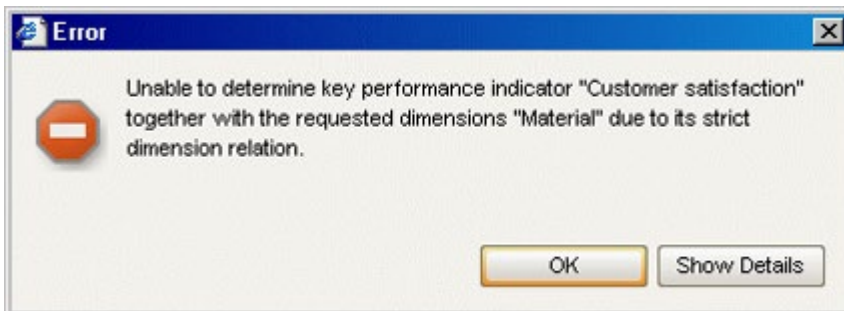 Error
Unable to determine key performance indicator "Customer satisfaction"
together with the requested dimensions "Material" due to its strict
dimension relation.
OK
Show Details